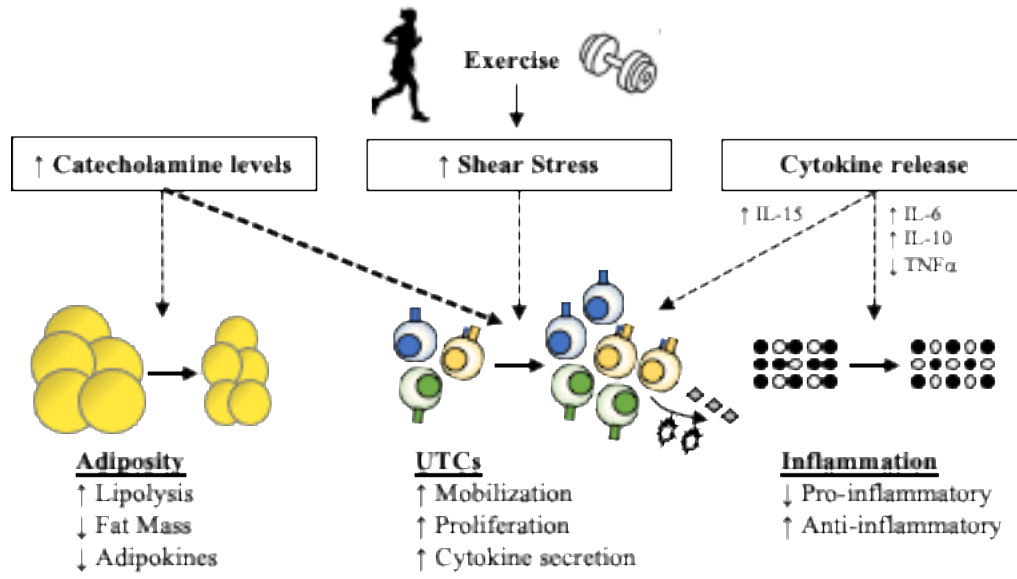 Exercise
↑ Catecholamine levels
↑ Shear Stress
Cytokine release
↑ IL-15
↑ IL-6
↑ IL-10
↓ TNFα
Adiposity
↑ Lipolysis
↓ Fat Mass
↓ Adipokines
UTCs
↑ Mobilization
↑ Proliferation
↑ Cytokine secretion
Inflammation
↓ Pro-inflammatory
↑ Anti-inflammatory